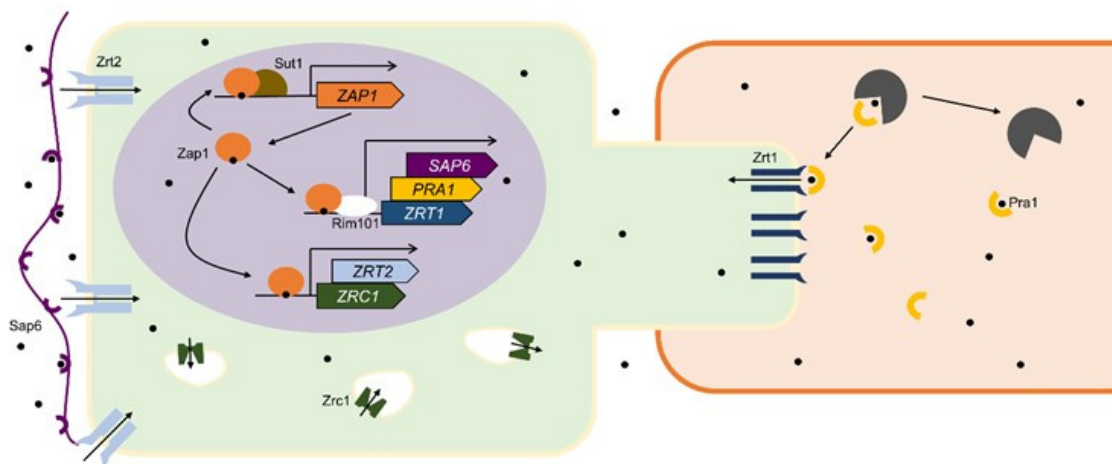 Zrt2
Sut1
ZAP1
Zap1
SAP6
PRA1
ZRT1
Rim101
ZRT2
ZRC1
Sap6
Zrc1
Zrt1
Pra1